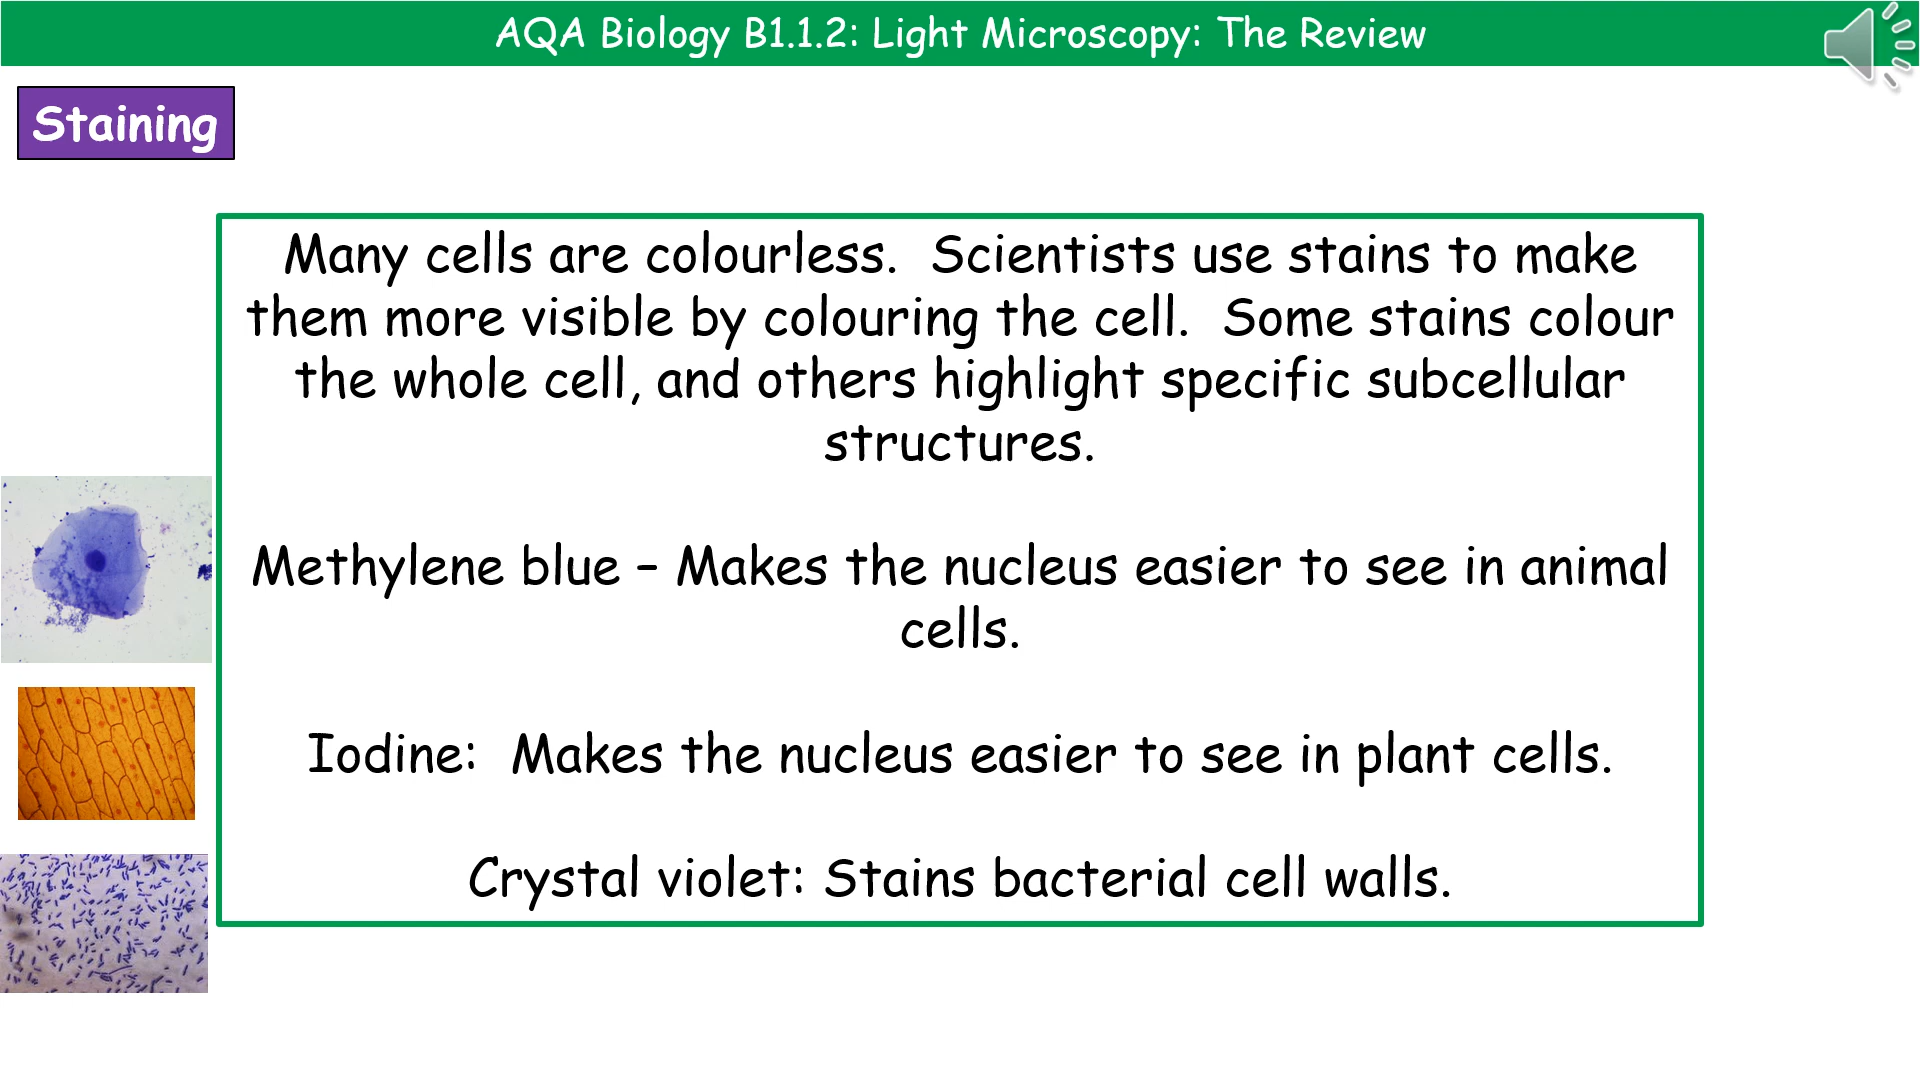 AQA Biology B1.1.2: Light Microscopy: The Review
Staining
Many cells are colourless.  Scientists use stains to make
them more visible by colouring the cell.  Some stains colour
the whole cell, and others highlight specific subcellular
structures.
Methylene blue – Makes the nucleus easier to see in animal
cells.
Iodine:  Makes the nucleus easier to see in plant cells.
Crystal violet: Stains bacterial cell walls.